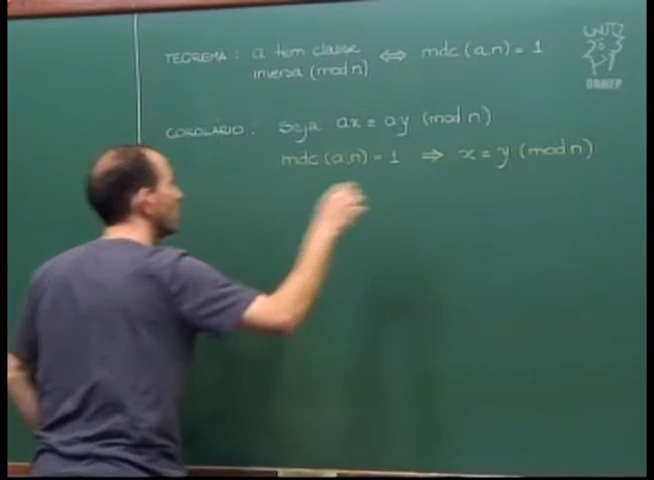 TEOREMA: a tem classe ⇔ mdc(a,n) = 1
inversa (mod n)
COROLÁRIO: Seja ax ≡ ay (mod n)
mdc(a,n) = 1 ⇒ x ≡ y (mod n)
OBMEP